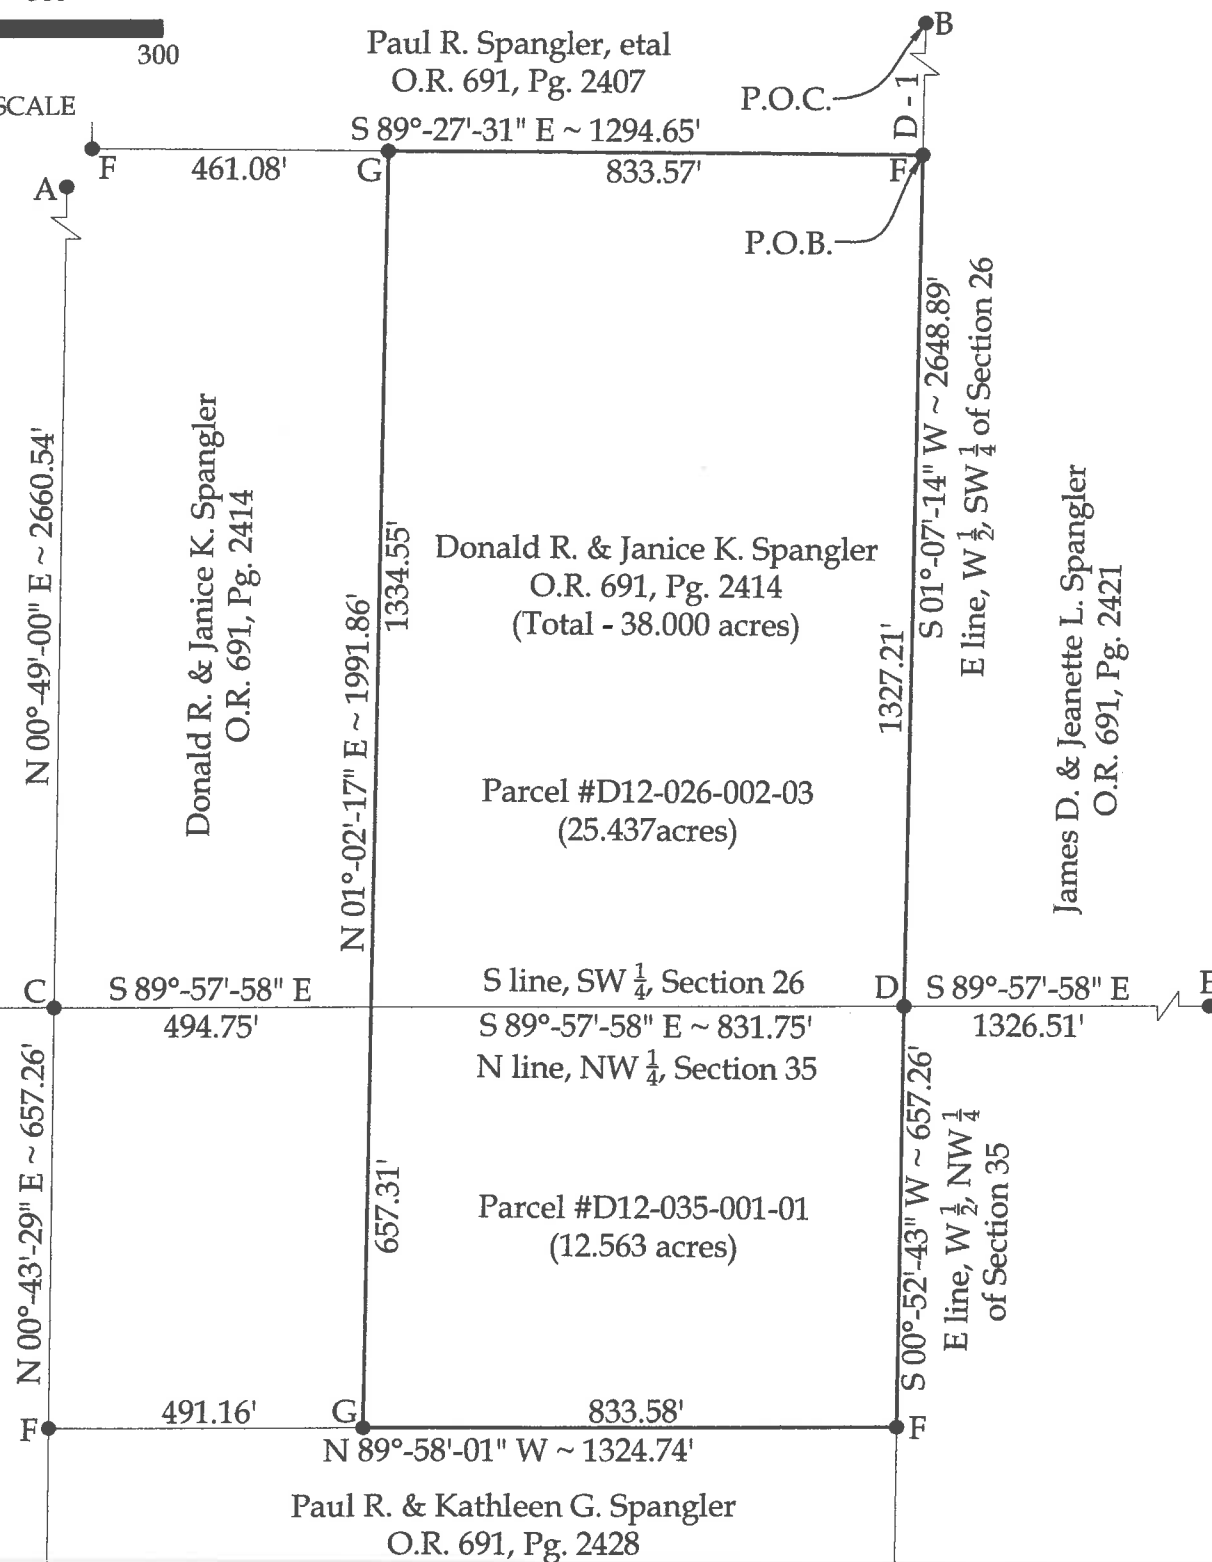 300
SCALE
Paul R. Spangler, etal
O.R. 691, Pg. 2407
B
P.O.C.
D - 1
S 89°-27'-31" E ~ 1294.65'
F
461.08'
G
833.57'
F
A
P.O.B.
N 00°-49'-00" E ~ 2660.54'
Donald R. & Janice K. Spangler
O.R. 691, Pg. 2414
N 01°-02'-17" E ~ 1991.86'
1334.55'
Donald R. & Janice K. Spangler
O.R. 691, Pg. 2414
(Total - 38.000 acres)
1327.21'
S 01°-07'-14" W ~ 2648.89'
E line, W 1/2, SW 1/4 of Section 26
James D. & Jeanette L. Spangler
O.R. 691, Pg. 2421
Parcel #D12-026-002-03
(25.437acres)
C
S 89°-57'-58" E
494.75'
S line, SW 1/4, Section 26
S 89°-57'-58" E ~ 831.75'
N line, NW 1/4, Section 35
D
S 89°-57'-58" E
1326.51'
N 00°-43'-29" E ~ 657.26'
657.31'
Parcel #D12-035-001-01
(12.563 acres)
S 00°-52'-43" W ~ 657.26'
E line, W 1/2, NW 1/4
of Section 35
F
491.16'
G
833.58'
F
N 89°-58'-01" W ~ 1324.74'
Paul R. & Kathleen G. Spangler
O.R. 691, Pg. 2428